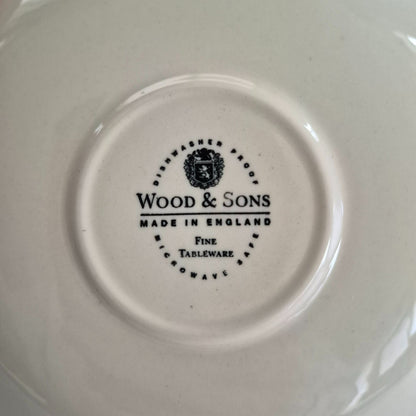 DISHWASHER PROOF
WOOD & SONS
MADE IN ENGLAND
FINE
TABLEWARE
MICROWAVE SAFE